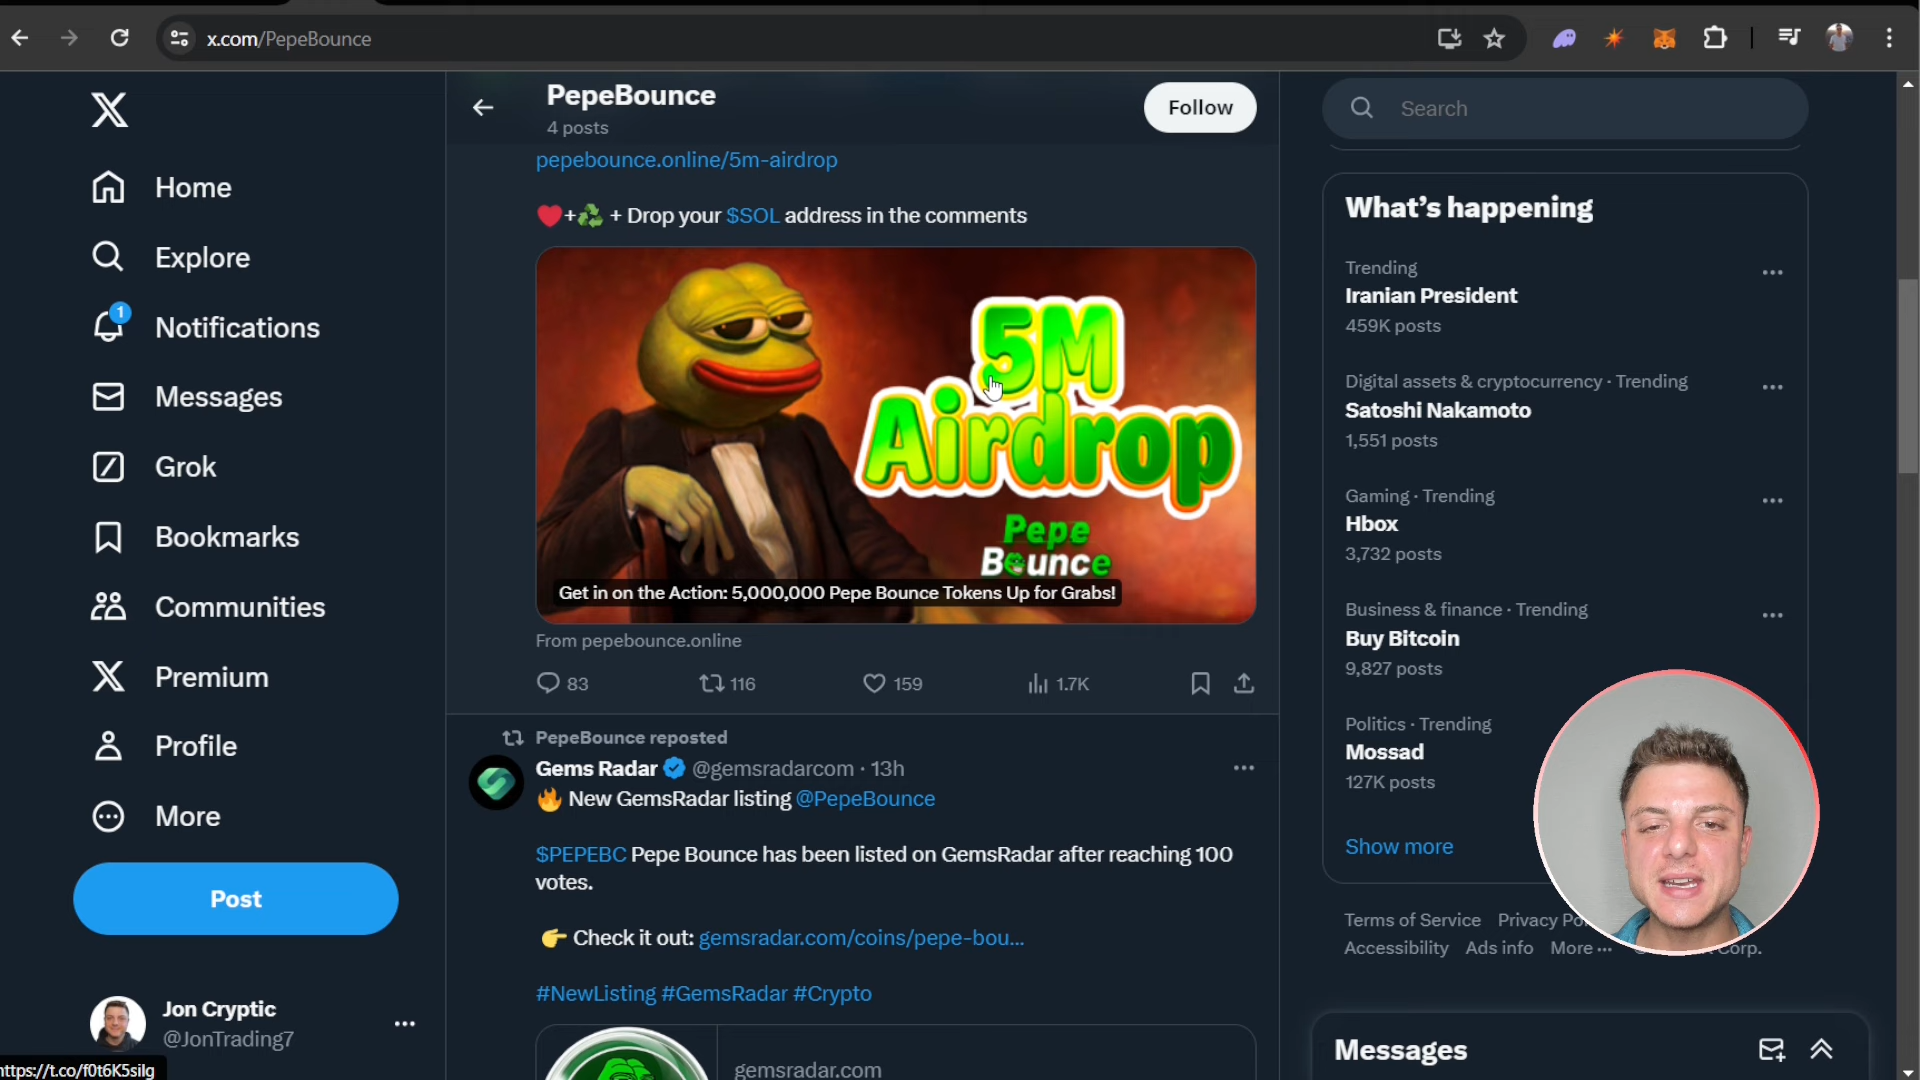 x.com/PepeBounce
PepeBounce
4 posts
Follow
Search
Home
Explore
1
Notifications
Messages
Grok
Bookmarks
Communities
Premium
Profile
More
Post
Jon Cryptic
@JonTrading7
https://t.co/f0t6K5silg
pepebounce.online/5m-airdrop
❤️+♻️ + Drop your $SOL address in the comments
5M
Airdrop
Pepe
Bounce
Get in on the Action: 5,000,000 Pepe Bounce Tokens Up for Grabs!
From pepebounce.online
83
116
159
1.7K
PepeBounce reposted
Gems Radar @gemsradarcom · 13h
🔥 New GemsRadar listing @PepeBounce
$PEPEBC Pepe Bounce has been listed on GemsRadar after reaching 100
votes.
👉 Check it out: gemsradar.com/coins/pepe-bou...
#NewListing #GemsRadar #Crypto
gemsradar.com
What's happening
Trending
Iranian President
459K posts
Digital assets & cryptocurrency · Trending
Satoshi Nakamoto
1,551 posts
Gaming · Trending
Hbox
3,732 posts
Business & finance · Trending
Buy Bitcoin
9,827 posts
Politics · Trending
Mossad
127K posts
Show more
Terms of Service Privacy
Accessibility Ads info More ··· Corp.
Messages